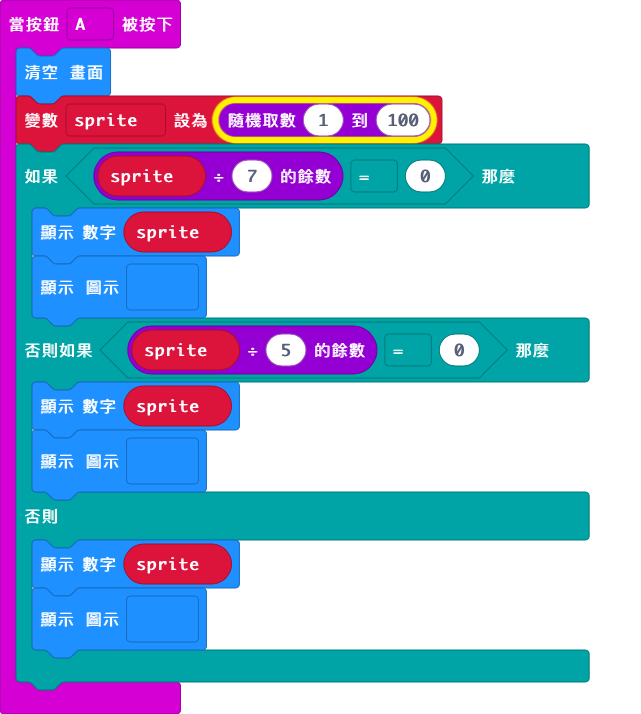 當按鈕 A 被按下
清空 畫面
變數 sprite 設為 隨機取數 1 到 100
如果 sprite ÷ 7 的餘數 = 0 那麼
顯示 數字 sprite
顯示 圖示
否則如果 sprite ÷ 5 的餘數 = 0 那麼
顯示 數字 sprite
顯示 圖示
否則
顯示 數字 sprite
顯示 圖示